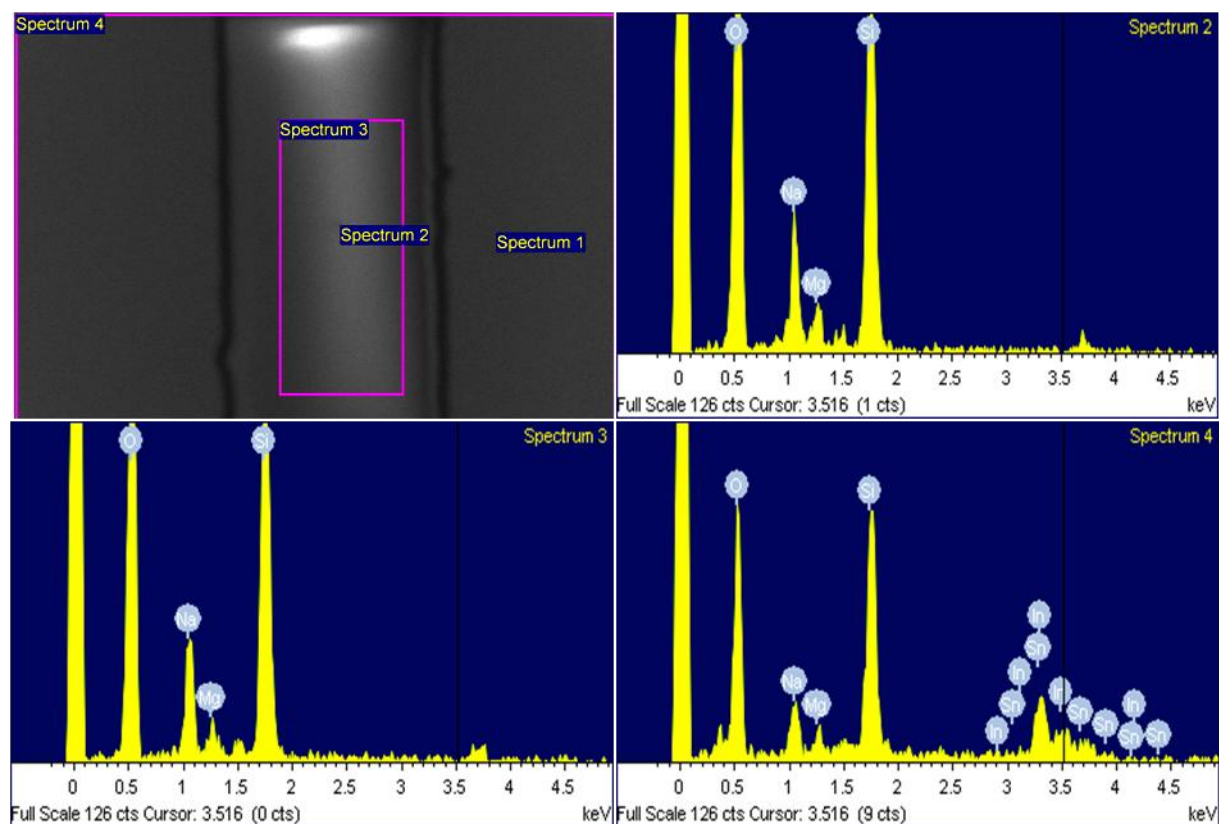 Spectrum 4
Spectrum 3
Spectrum 2
Spectrum 1
Spectrum 2
O
Si
Na
Mg
0 0.5 1 1.5 2 2.5 3 3.5 4 4.5
Full Scale 126 cts Cursor: 3.516 (1 cts) keV
Spectrum 3
O
Si
Na
Mg
0 0.5 1 1.5 2 2.5 3 3.5 4 4.5
Full Scale 126 cts Cursor: 3.516 (0 cts) keV
Spectrum 4
O
Si
In
Sn
Na
Mg
In
In
Sn
Sn
In
Sn
In
Sn
Sn
0 0.5 1 1.5 2 2.5 3 3.5 4 4.5
Full Scale 126 cts Cursor: 3.516 (9 cts) keV